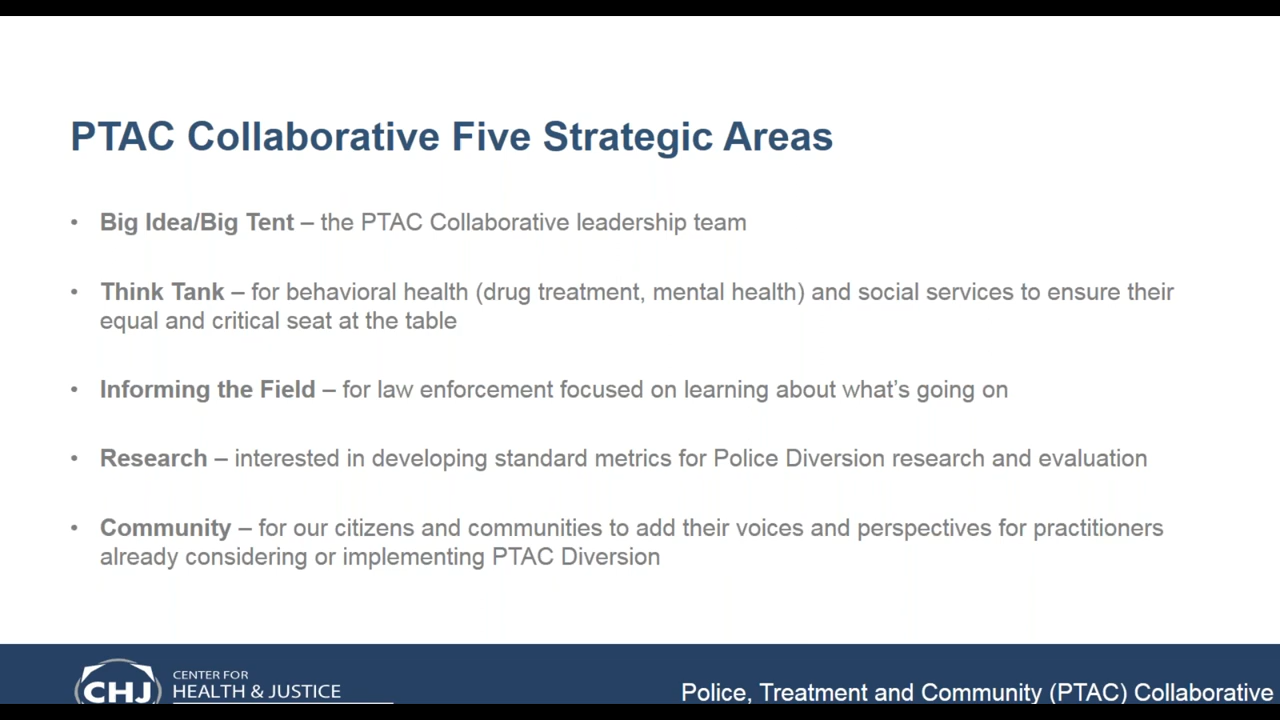 PTAC Collaborative Five Strategic Areas
• Big Idea/Big Tent – the PTAC Collaborative leadership team
• Think Tank – for behavioral health (drug treatment, mental health) and social services to ensure their
equal and critical seat at the table
• Informing the Field – for law enforcement focused on learning about what's going on
• Research – interested in developing standard metrics for Police Diversion research and evaluation
• Community – for our citizens and communities to add their voices and perspectives for practitioners
already considering or implementing PTAC Diversion
CHJ
CENTER FOR
HEALTH & JUSTICE
Police, Treatment and Community (PTAC) Collaborative